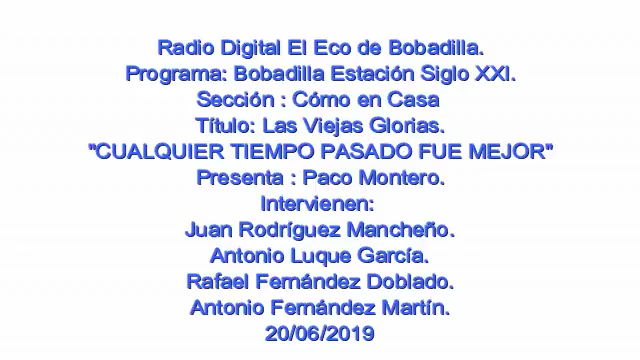 Radio Digital El Eco de Bobadilla.
Programa: Bobadilla Estación Siglo XXI.
Sección : Cómo en Casa
Título: Las Viejas Glorias.
"CUALQUIER TIEMPO PASADO FUE MEJOR"
Presenta : Paco Montero.
Intervienen:
Juan Rodríguez Mancheño.
Antonio Luque García.
Rafael Fernández Doblado.
Antonio Fernández Martín.
20/06/2019